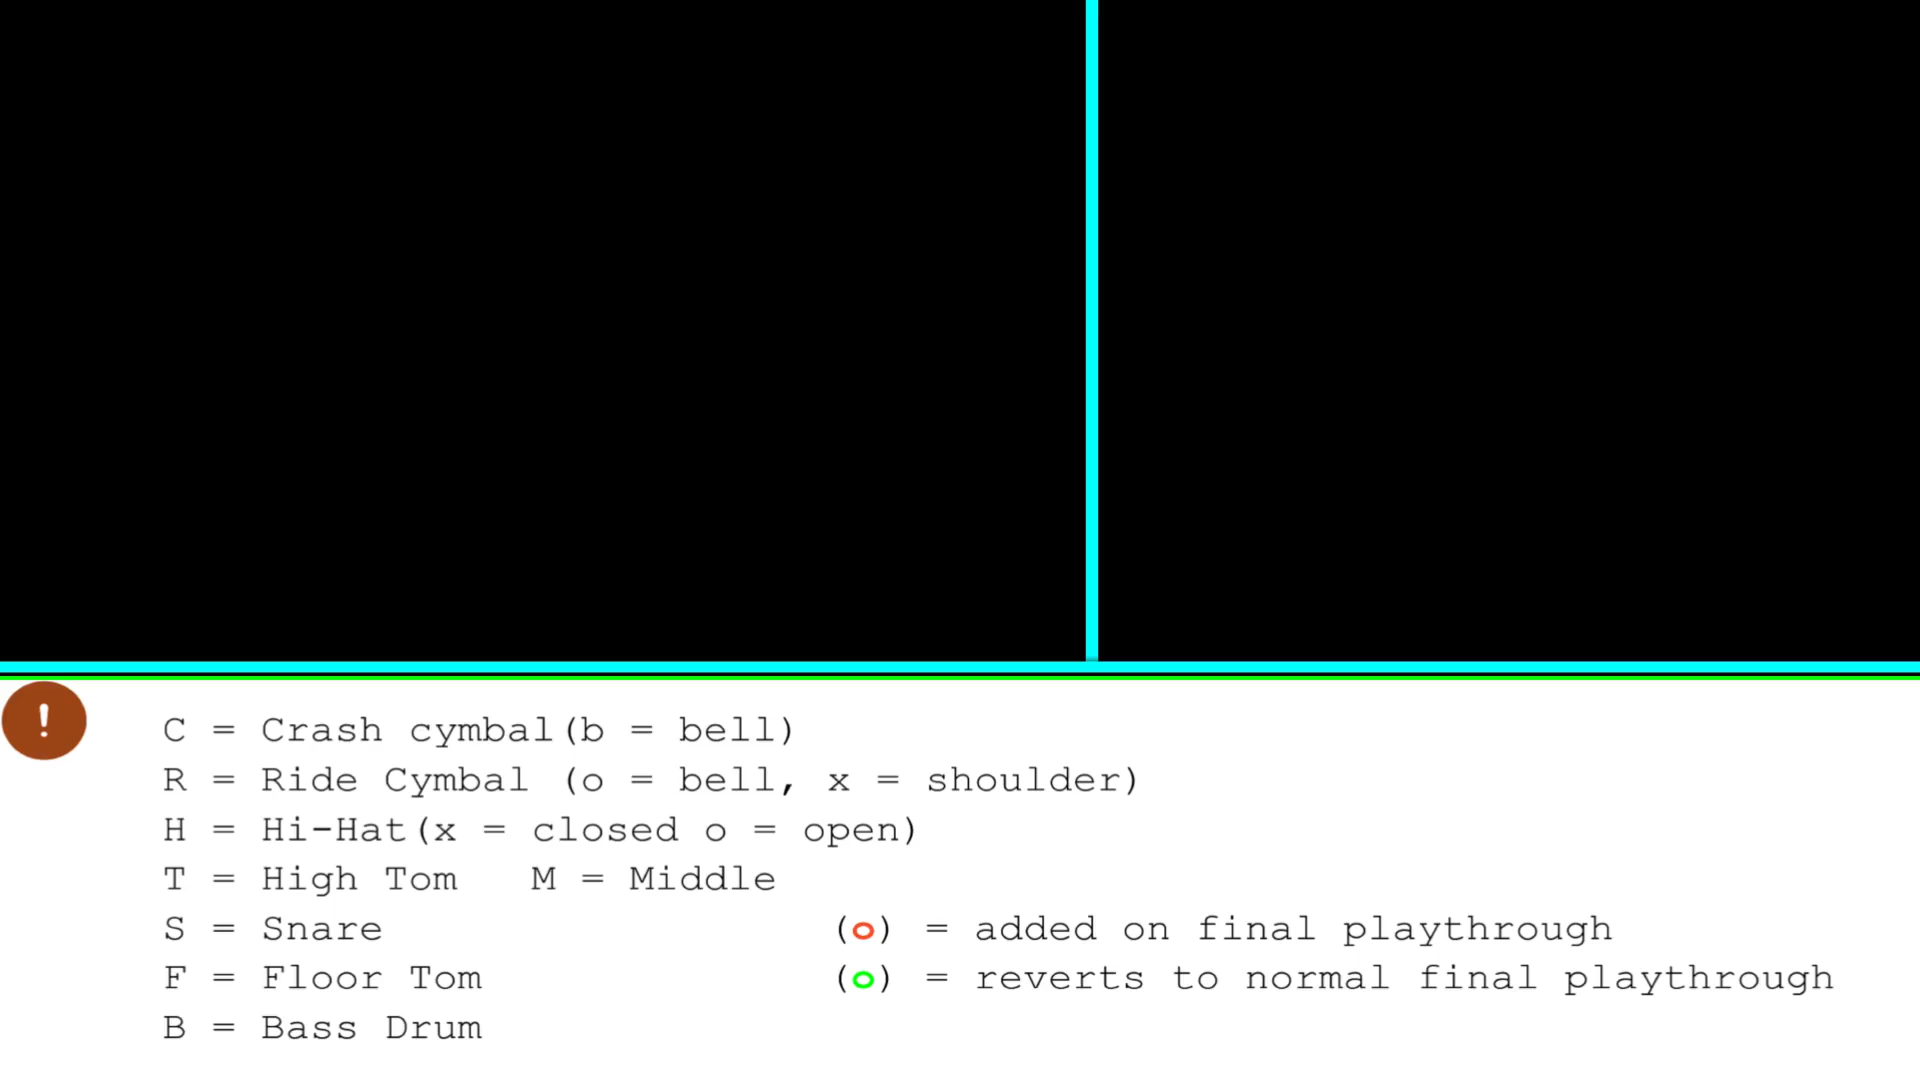 !
C = Crash cymbal(b = bell)
R = Ride Cymbal (o = bell, x = shoulder)
H = Hi-Hat(x = closed o = open)
T = High Tom   M = Middle
S = Snare   (o) = added on final playthrough
F = Floor Tom   (o) = reverts to normal final playthrough
B = Bass Drum